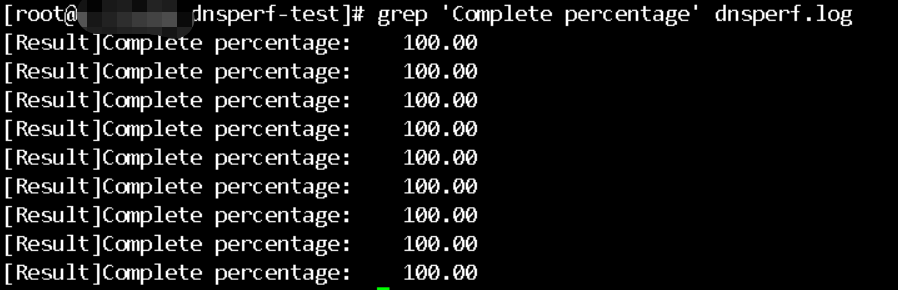 [root@ dnsperf-test]# grep 'Complete percentage' dnsperf.log
[Result]Complete percentage:    100.00
[Result]Complete percentage:    100.00
[Result]Complete percentage:    100.00
[Result]Complete percentage:    100.00
[Result]Complete percentage:    100.00
[Result]Complete percentage:    100.00
[Result]Complete percentage:    100.00
[Result]Complete percentage:    100.00
[Result]Complete percentage:    100.00